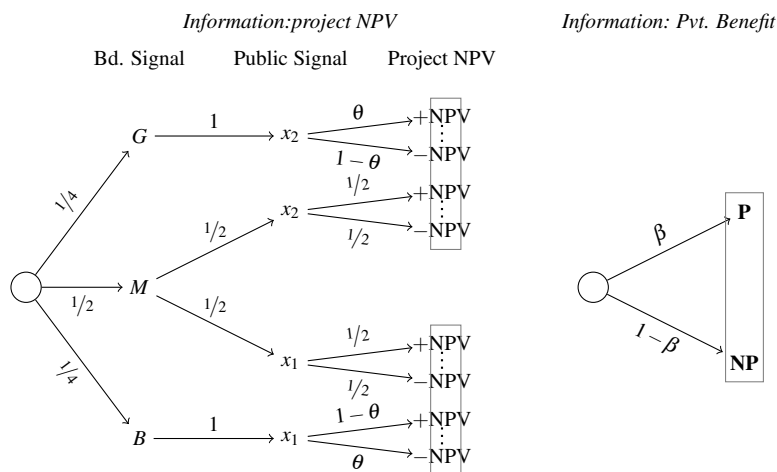 Information:project NPV
Information: Pvt. Benefit
Bd. Signal Public Signal Project NPV
G 1 x₂ θ +NPV
1 − θ −NPV
1/4
x₂ 1/2 +NPV
1/2 −NPV
1/2
M
1/2
1/2
x₁ 1/2 +NPV
1/2 −NPV
1/4
B 1 x₁ 1 − θ +NPV
θ −NPV
β P
1 − β NP